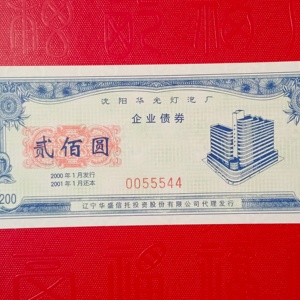 沈阳华光灯泡厂
企业债券
贰佰圆
2000年1月发行
2001年1月还本
0055544
200
辽宁华盛信托投资股份有限公司代理发行